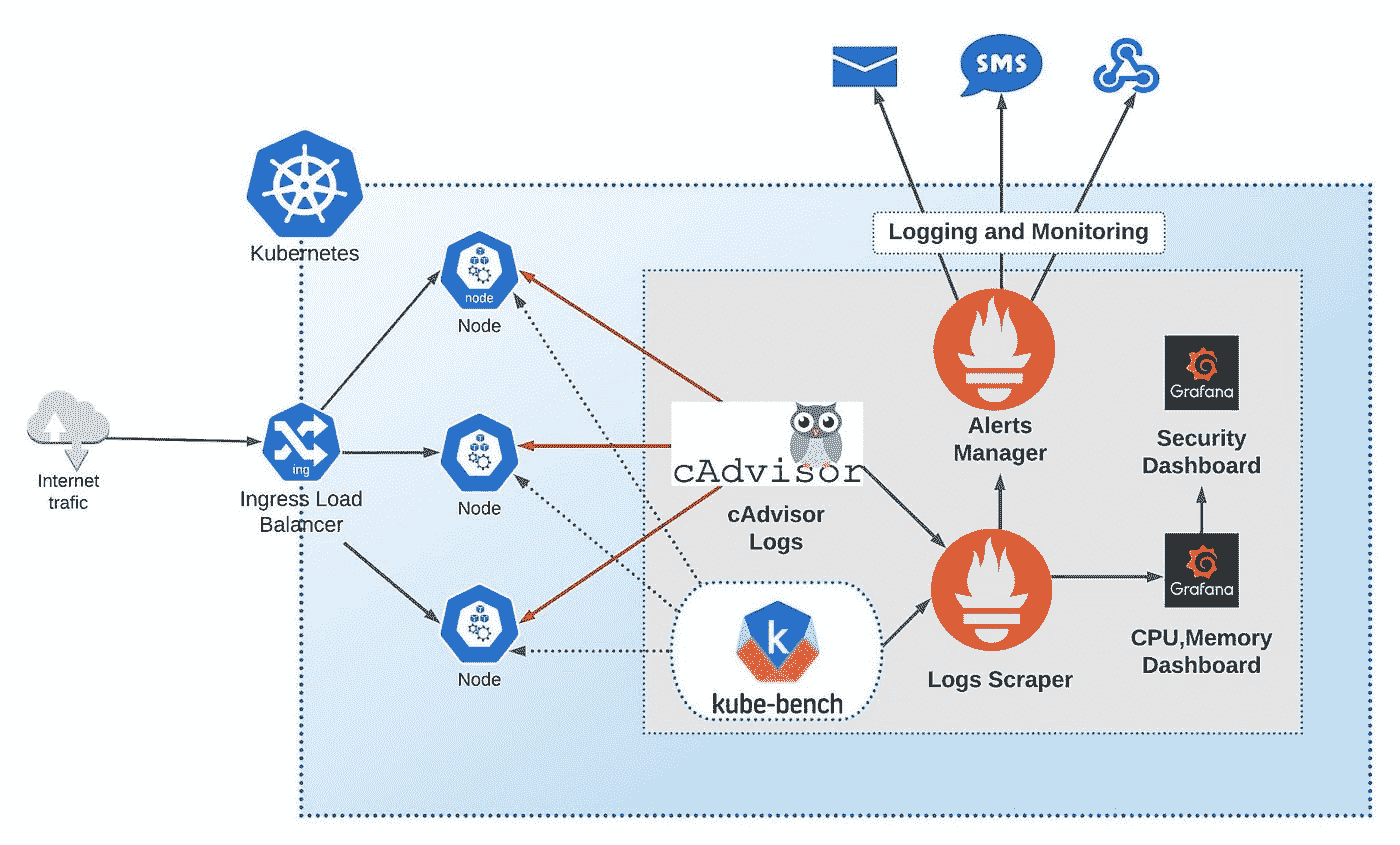 SMS
Logging and Monitoring
Kubernetes
node
Node
Internet
trafic
ing
Ingress Load
Balancer
Node
Node
cAdvisor
cAdvisor
Logs
k
kube-bench
Alerts
Manager
Logs Scraper
Grafana
Security
Dashboard
Grafana
CPU,Memory
Dashboard